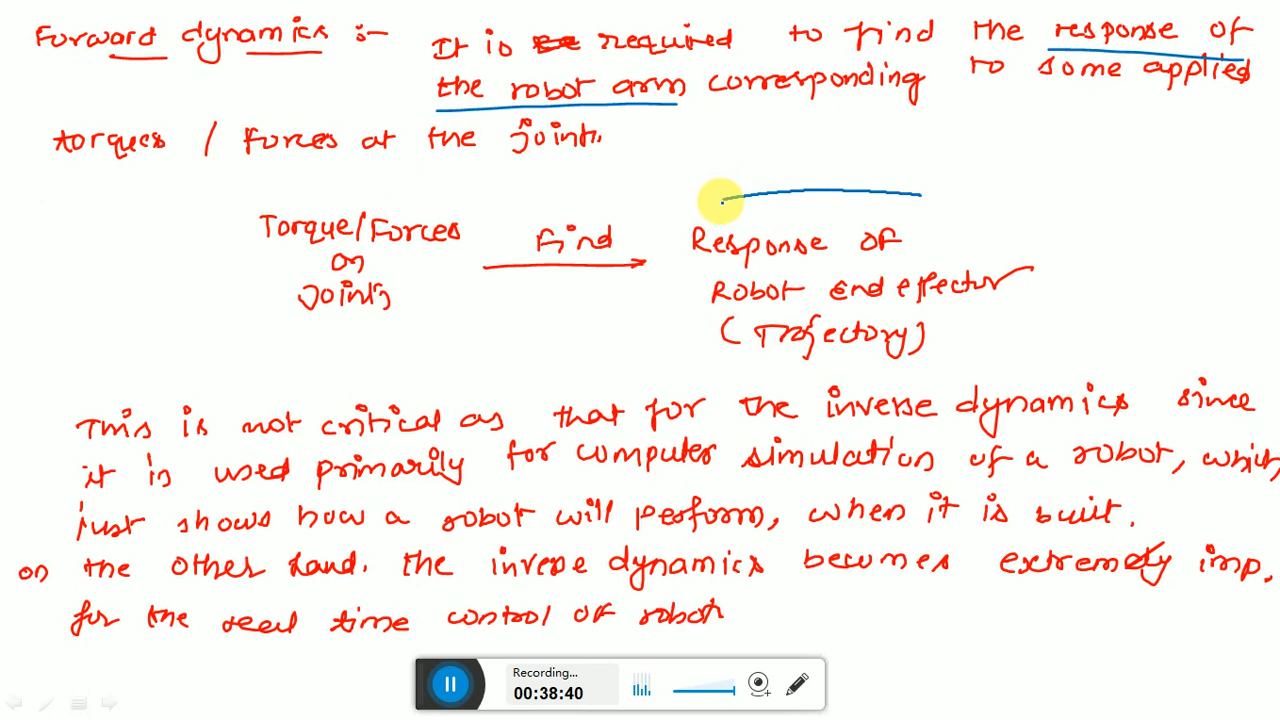 Forward dynamics :- It is required to find the response of
the robot arm corresponding to some applied
torques / Forces at the joints.
Torque/Forces
on
Joints
Find
Response of
Robot end effector
(Trajectory)
This is not critical as that for the inverse dynamics since
it is used primarily for computer simulation of a robot, which
just shows how a robot will perform, when it is built.
on the other hand. the inverse dynamics becomes extremely imp.
for the real time control of robot
Recording...
00:38:40